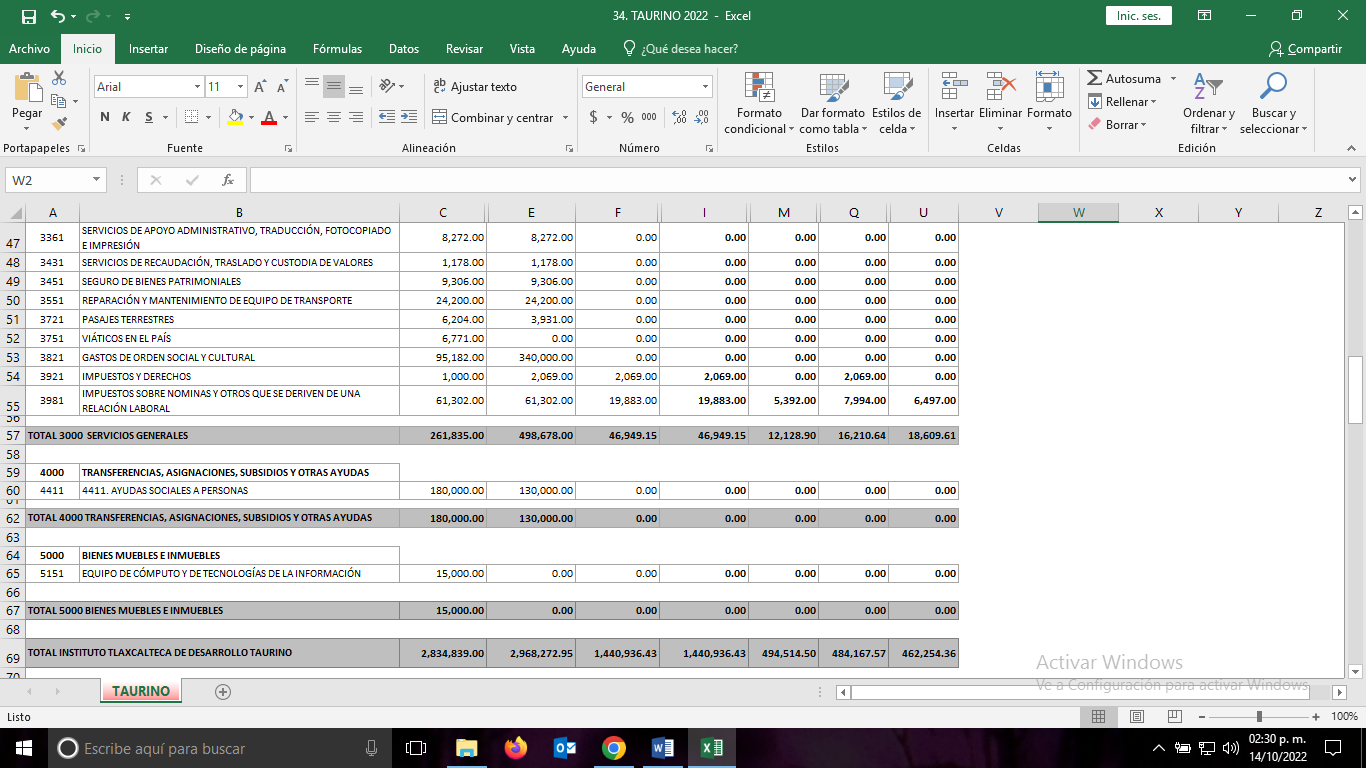 34. TAURINO 2022 - Excel
Inic. ses.
Archivo Inicio Insertar Diseño de página Fórmulas Datos Revisar Vista Ayuda ¿Qué desea hacer? Compartir
Pegar
Arial 11
N K S
ab Ajustar texto
Combinar y centrar
General
$ % 000
Formato condicional
Dar formato como tabla
Estilos de celda
Insertar Eliminar Formato
Autosuma
Rellenar
Borrar
Ordenar y filtrar
Buscar y seleccionar
Portapapeles Fuente Alineación Número Estilos Celdas Edición
W2 fx
A B C E F I M Q U V W X Y Z
47 3361 SERVICIOS DE APOYO ADMINISTRATIVO, TRADUCCIÓN, FOTOCOPIADO
E IMPRESIÓN 8,272.00 8,272.00 0.00 0.00 0.00 0.00 0.00
48 3431 SERVICIOS DE RECAUDACIÓN, TRASLADO Y CUSTODIA DE VALORES 1,178.00 1,178.00 0.00 0.00 0.00 0.00 0.00
49 3451 SEGURO DE BIENES PATRIMONIALES 9,306.00 9,306.00 0.00 0.00 0.00 0.00 0.00
50 3551 REPARACIÓN Y MANTENIMIENTO DE EQUIPO DE TRANSPORTE 24,200.00 24,200.00 0.00 0.00 0.00 0.00 0.00
51 3721 PASAJES TERRESTRES 6,204.00 3,931.00 0.00 0.00 0.00 0.00 0.00
52 3751 VIÁTICOS EN EL PAÍS 6,771.00 0.00 0.00 0.00 0.00 0.00 0.00
53 3821 GASTOS DE ORDEN SOCIAL Y CULTURAL 95,182.00 340,000.00 0.00 0.00 0.00 0.00 0.00
54 3921 IMPUESTOS Y DERECHOS 1,000.00 2,069.00 2,069.00 2,069.00 0.00 2,069.00 0.00
55 3981 IMPUESTOS SOBRE NOMINAS Y OTROS QUE SE DERIVEN DE UNA
RELACIÓN LABORAL 61,302.00 61,302.00 19,883.00 19,883.00 5,392.00 7,994.00 6,497.00
56
57 TOTAL 3000 SERVICIOS GENERALES 261,835.00 498,678.00 46,949.15 46,949.15 12,128.90 16,210.64 18,609.61
58
59 4000 TRANSFERENCIAS, ASIGNACIONES, SUBSIDIOS Y OTRAS AYUDAS
60 4411 4411. AYUDAS SOCIALES A PERSONAS 180,000.00 130,000.00 0.00 0.00 0.00 0.00 0.00
61
62 TOTAL 4000 TRANSFERENCIAS, ASIGNACIONES, SUBSIDIOS Y OTRAS AYUDAS 180,000.00 130,000.00 0.00 0.00 0.00 0.00 0.00
63
64 5000 BIENES MUEBLES E INMUEBLES
65 5151 EQUIPO DE CÓMPUTO Y DE TECNOLOGÍAS DE LA INFORMACIÓN 15,000.00 0.00 0.00 0.00 0.00 0.00 0.00
66
67 TOTAL 5000 BIENES MUEBLES E INMUEBLES 15,000.00 0.00 0.00 0.00 0.00 0.00 0.00
68
69 TOTAL INSTITUTO TLAXCALTECA DE DESARROLLO TAURINO 2,834,839.00 2,968,272.95 1,440,936.43 1,440,936.43 494,514.50 484,167.57 462,254.36
70
Activar Windows
Ve a Configuración para activar Windows.
TAURINO
Listo 100%
Escribe aquí para buscar
02:30 p. m.
14/10/2022